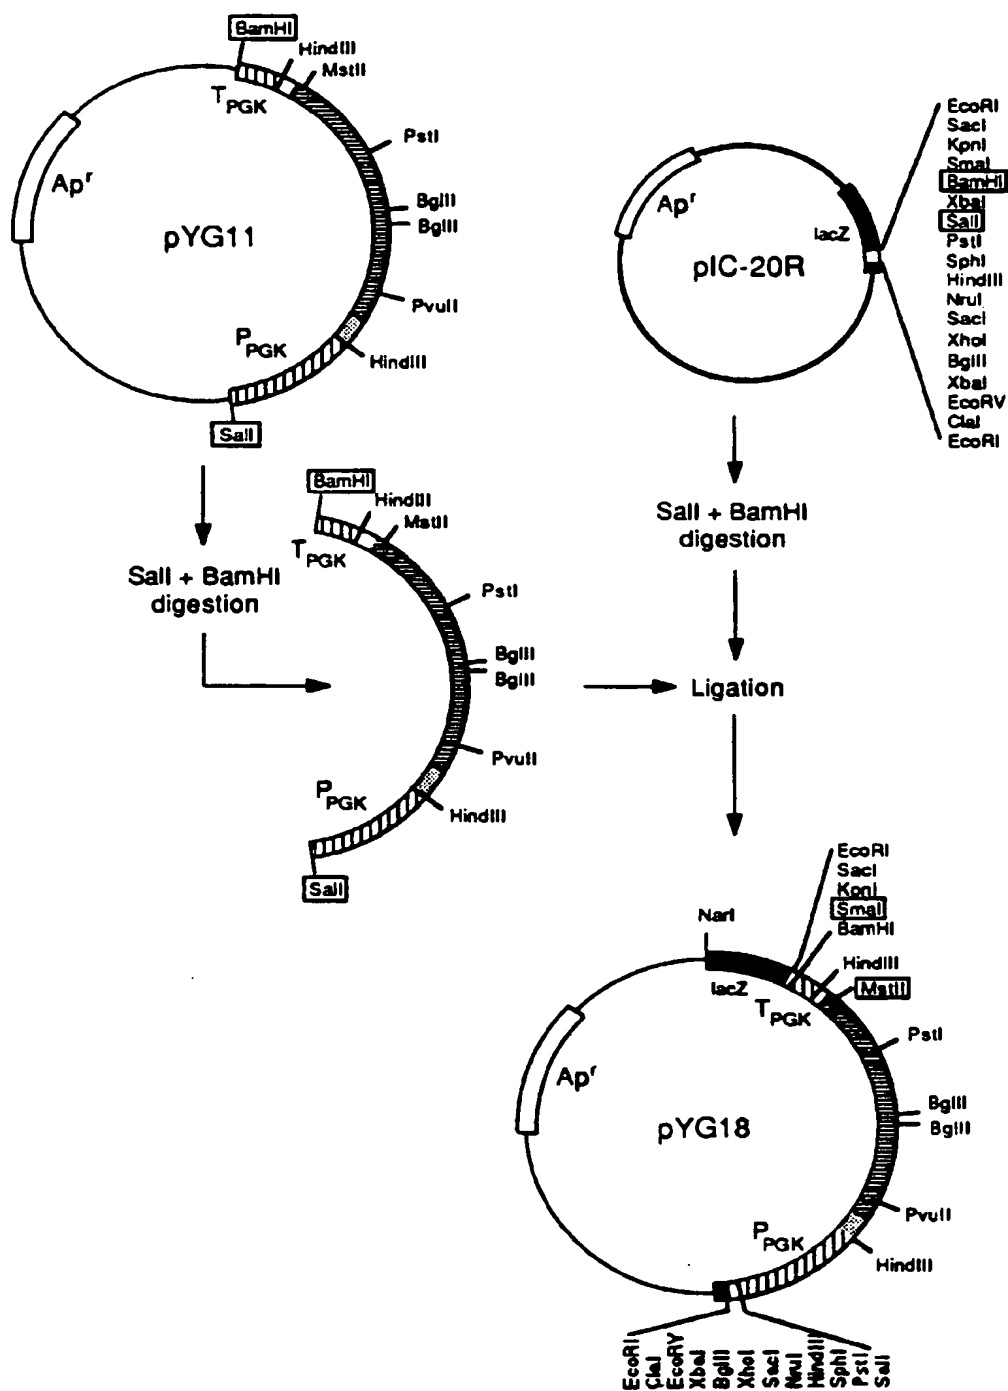 BamHI
HindIII
MstII
TPGK
PstI
Apr
BglII
BglII
pYG11
PvuII
PPGK
HindIII
SalI
EcoRI
SacI
KpnI
SmaI
BamHI
XbaI
SalI
PstI
SphI
HindIII
NruI
SacI
XhoI
BglII
XbaI
EcoRV
ClaI
EcoRI
Apr
lacZ
pIC-20R
SalI + BamHI
digestion
BamHI
HindIII
MstII
TPGK
PstI
BglII
BglII
PvuII
PPGK
HindIII
SalI
SalI + BamHI
digestion
Ligation
EcoRI
SacI
KpnI
SmaI
BamHI
NarI
HindIII
lacZ
MstII
TPGK
PstI
Apr
BglII
BglII
pYG18
PvuII
PPGK
HindIII
EcoRI
ClaI
EcoRV
XbaI
BglII
XhoI
SacI
NruI
HindIII
SphI
PstI
SalI